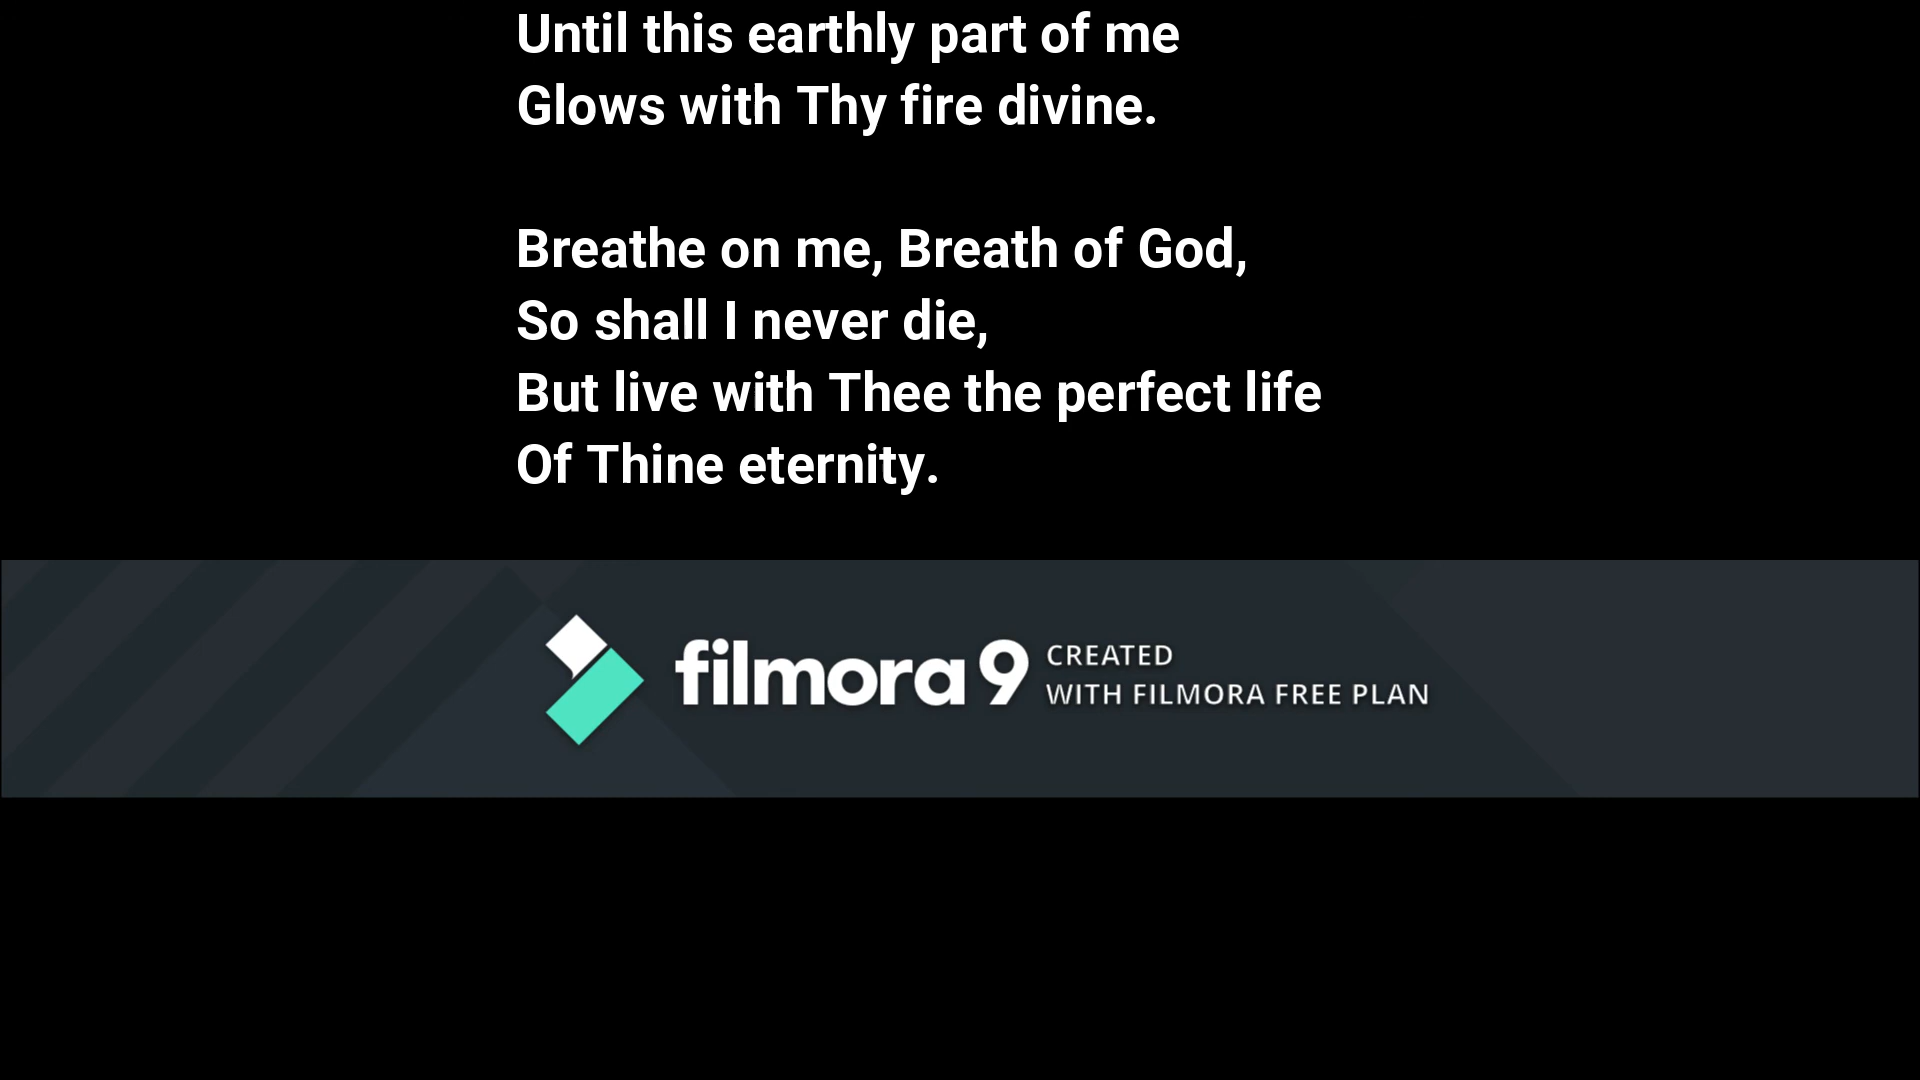 Until this earthly part of me
Glows with Thy fire divine.
Breathe on me, Breath of God,
So shall I never die,
But live with Thee the perfect life
Of Thine eternity.
filmora 9 CREATED
WITH FILMORA FREE PLAN